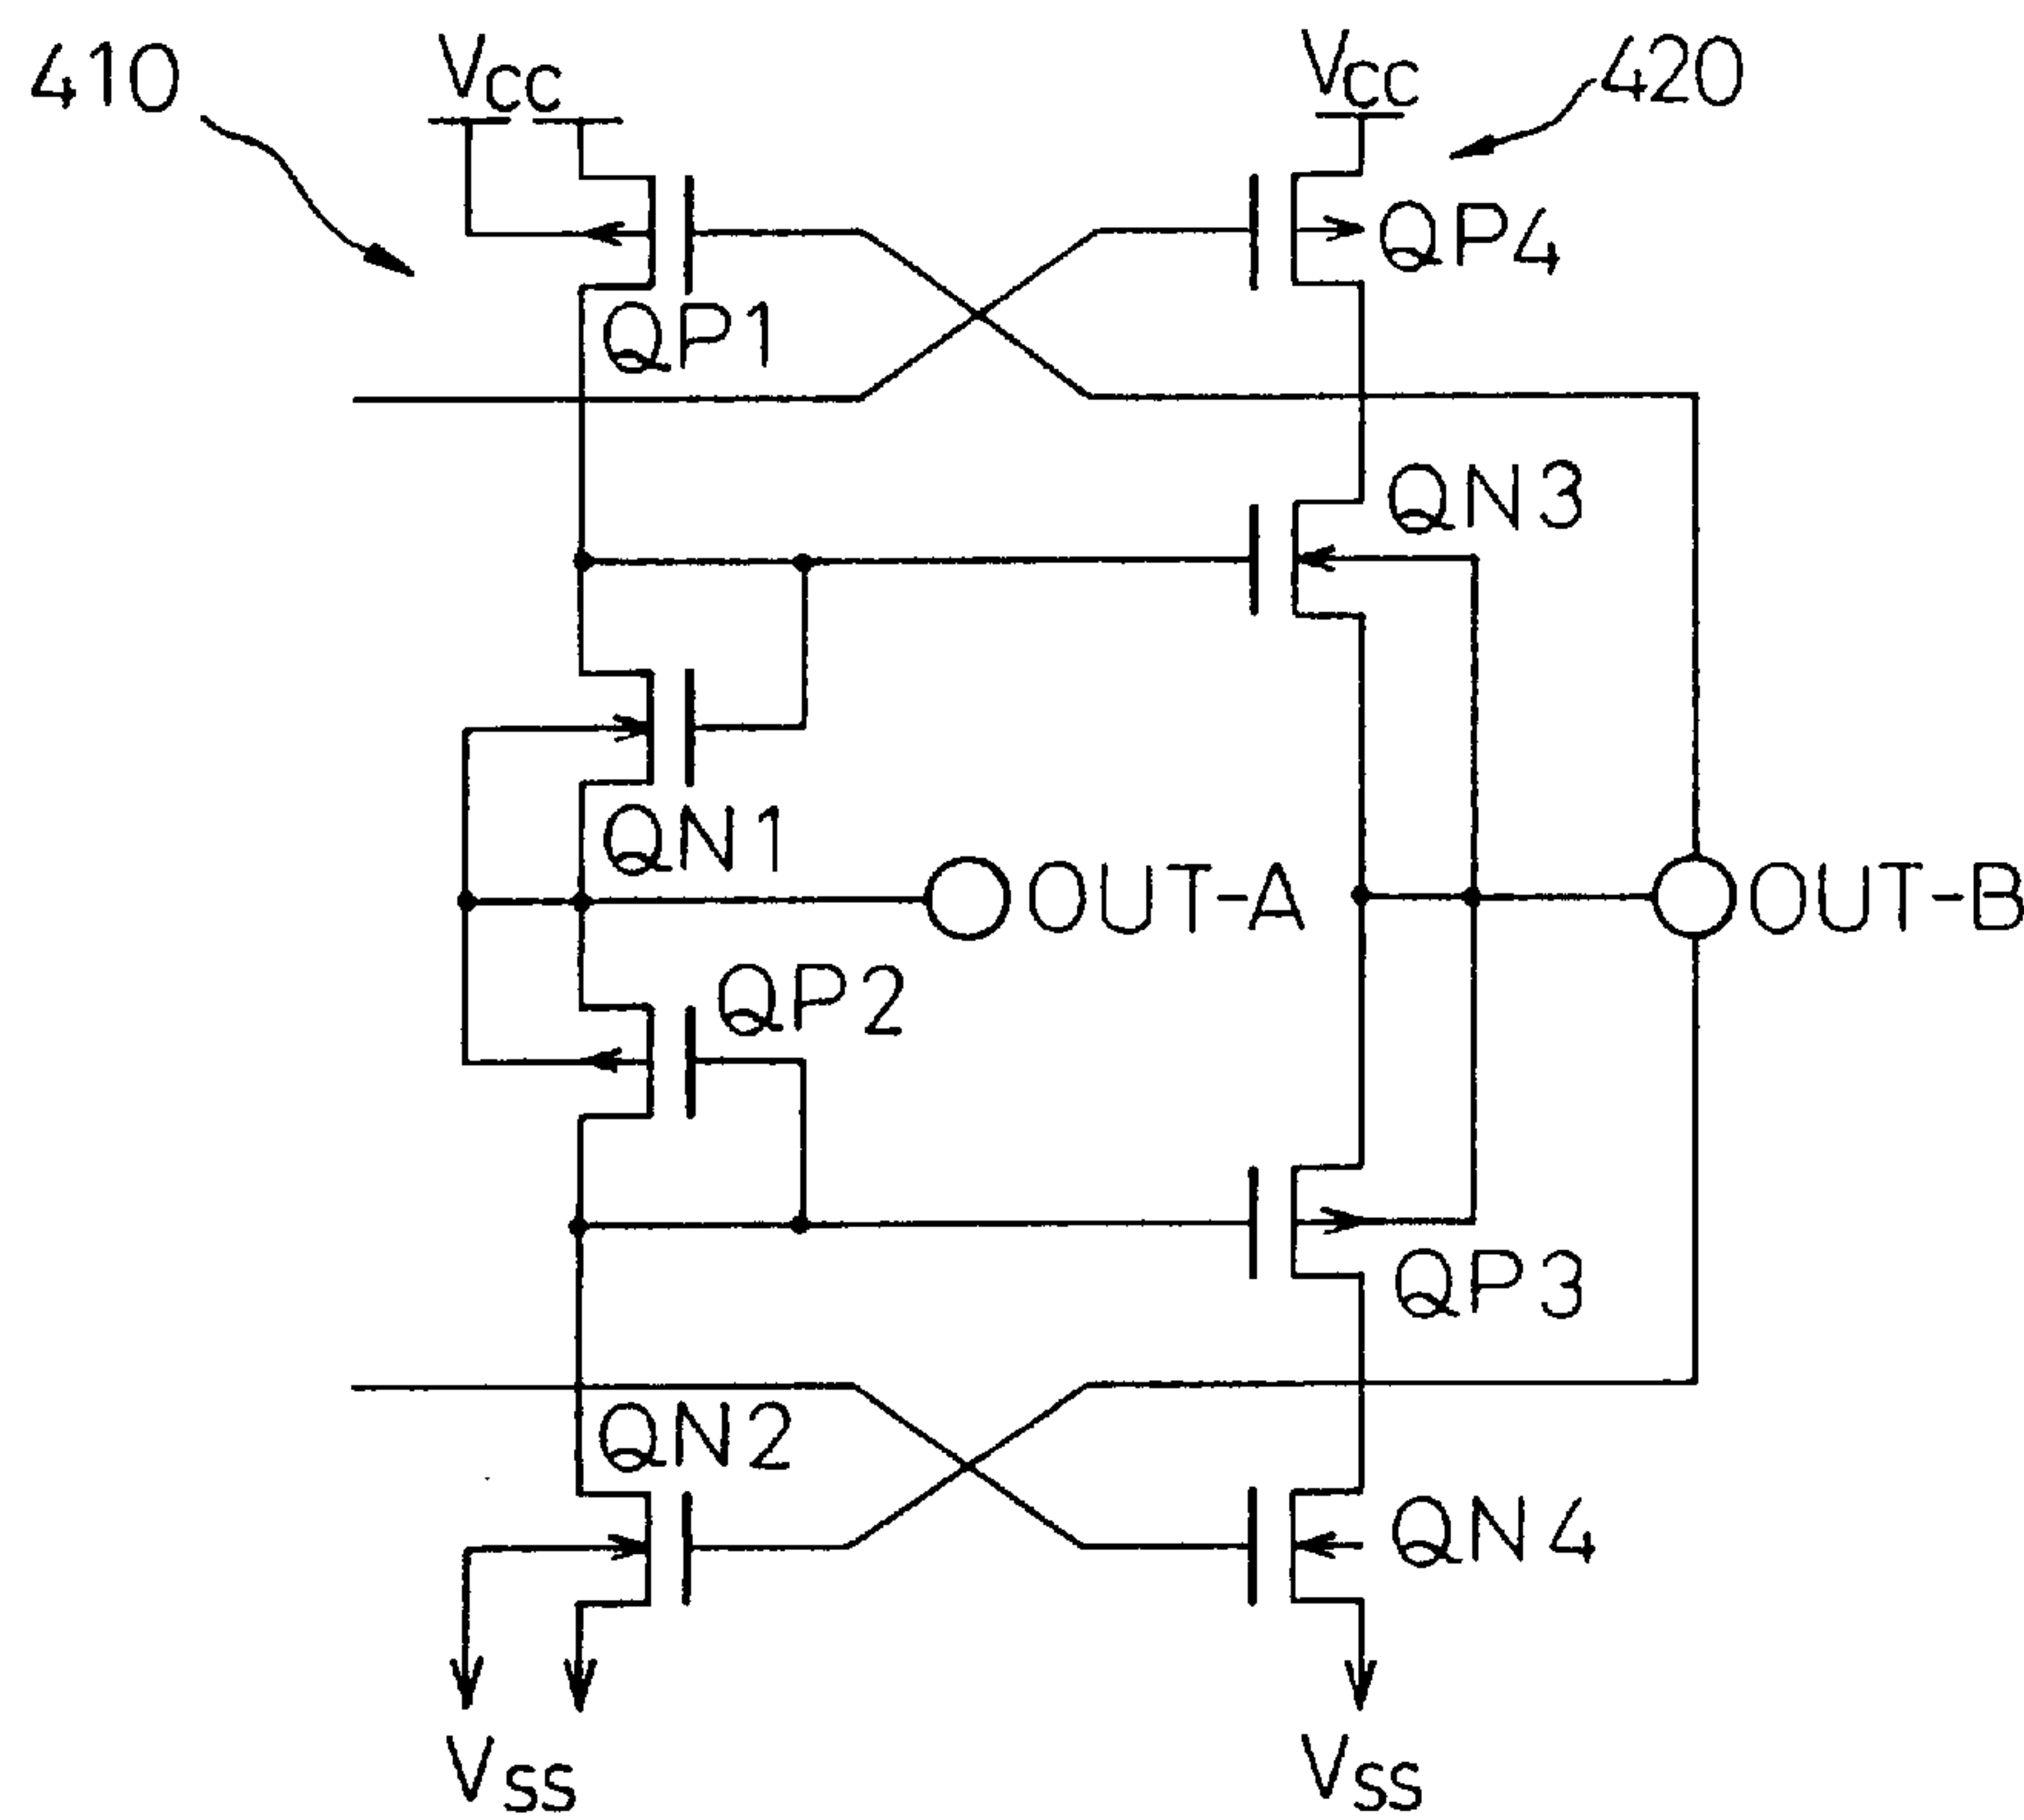 410
VCC
VCC
420
QP4
QP1
QN3
QN1
OUT-A
OUT-B
QP2
QP3
QN2
QN4
VSS
VSS